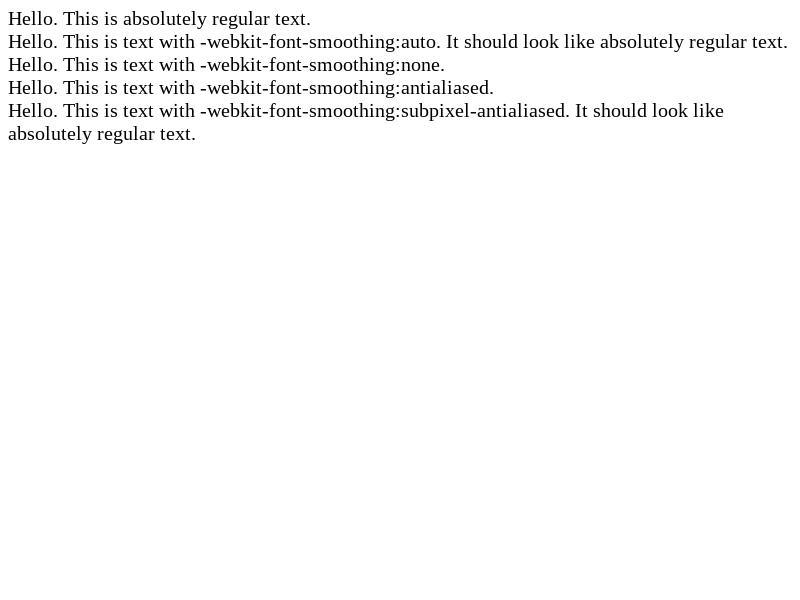 Hello. This is absolutely regular text.
Hello. This is text with -webkit-font-smoothing:auto. It should look like absolutely regular text.
Hello. This is text with -webkit-font-smoothing:none.
Hello. This is text with -webkit-font-smoothing:antialiased.
Hello. This is text with -webkit-font-smoothing:subpixel-antialiased. It should look like
absolutely regular text.